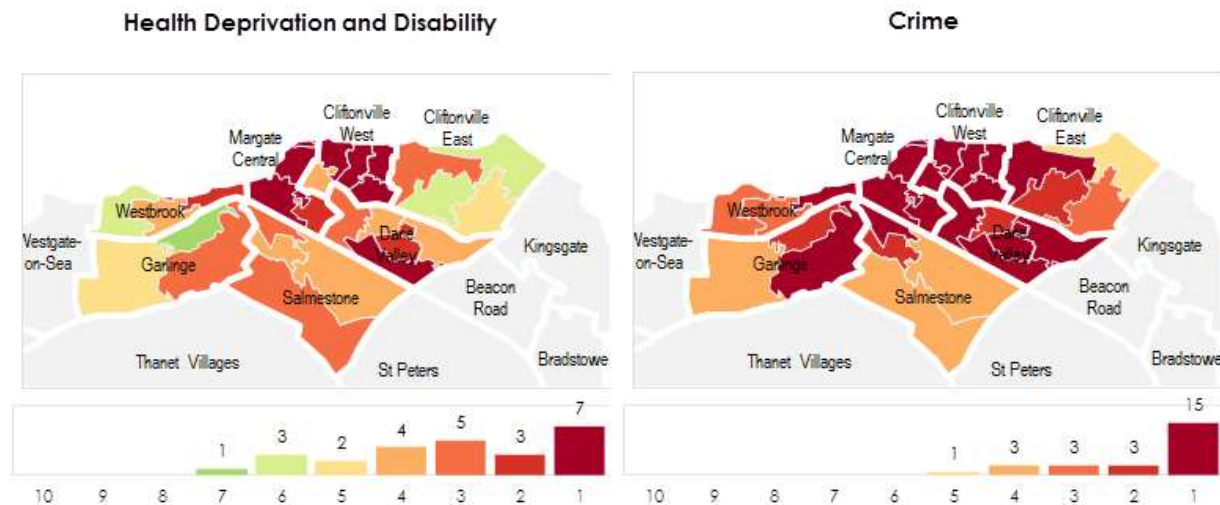 Health Deprivation and Disability
Cliftonville
West
Cliftonville
East
Margate
Central
Westbrook
Westgate-
on-Sea
Garlinge
Dane
Valley
Kingsgate
Salmestone
Beacon
Road
Thanet Villages
St Peters
Bradstowe
1
3
2
4
5
3
7
10 9 8 7 6 5 4 3 2 1
Crime
Cliftonville
West
Cliftonville
East
Margate
Central
Westbrook
Westgate-
on-Sea
Garlinge
Dane
Valley
Kingsgate
Salmestone
Beacon
Road
Thanet Villages
St Peters
Bradstowe
1
3
3
3
15
10 9 8 7 6 5 4 3 2 1